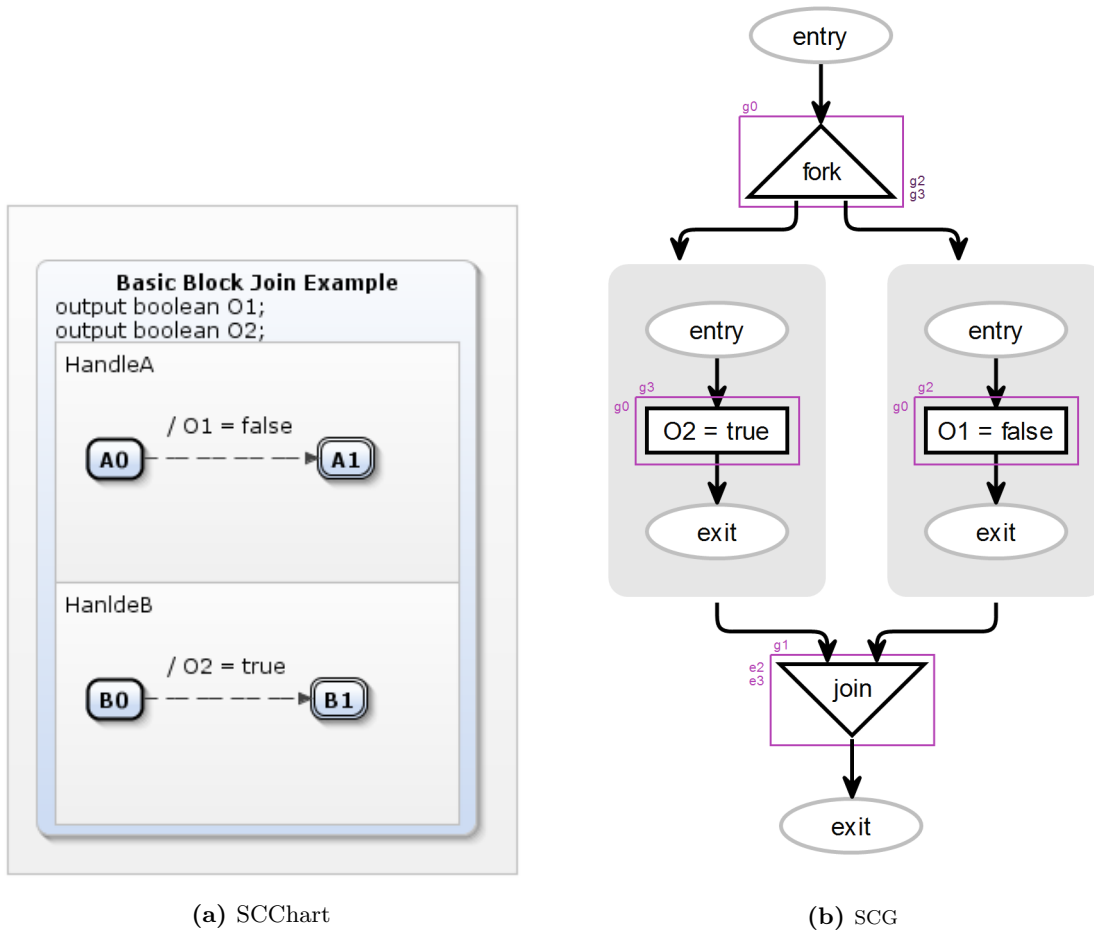 Basic Block Join Example
output boolean O1;
output boolean O2;
HandleA
/ O1 = false
A0
A1
HanldeB
/ O2 = true
B0
B1
(a) SCChart
entry
g0
fork
g2
g3
entry
g3
g0
O2 = true
exit
entry
g2
g0
O1 = false
exit
g1
e2
e3
join
exit
(b) SCG